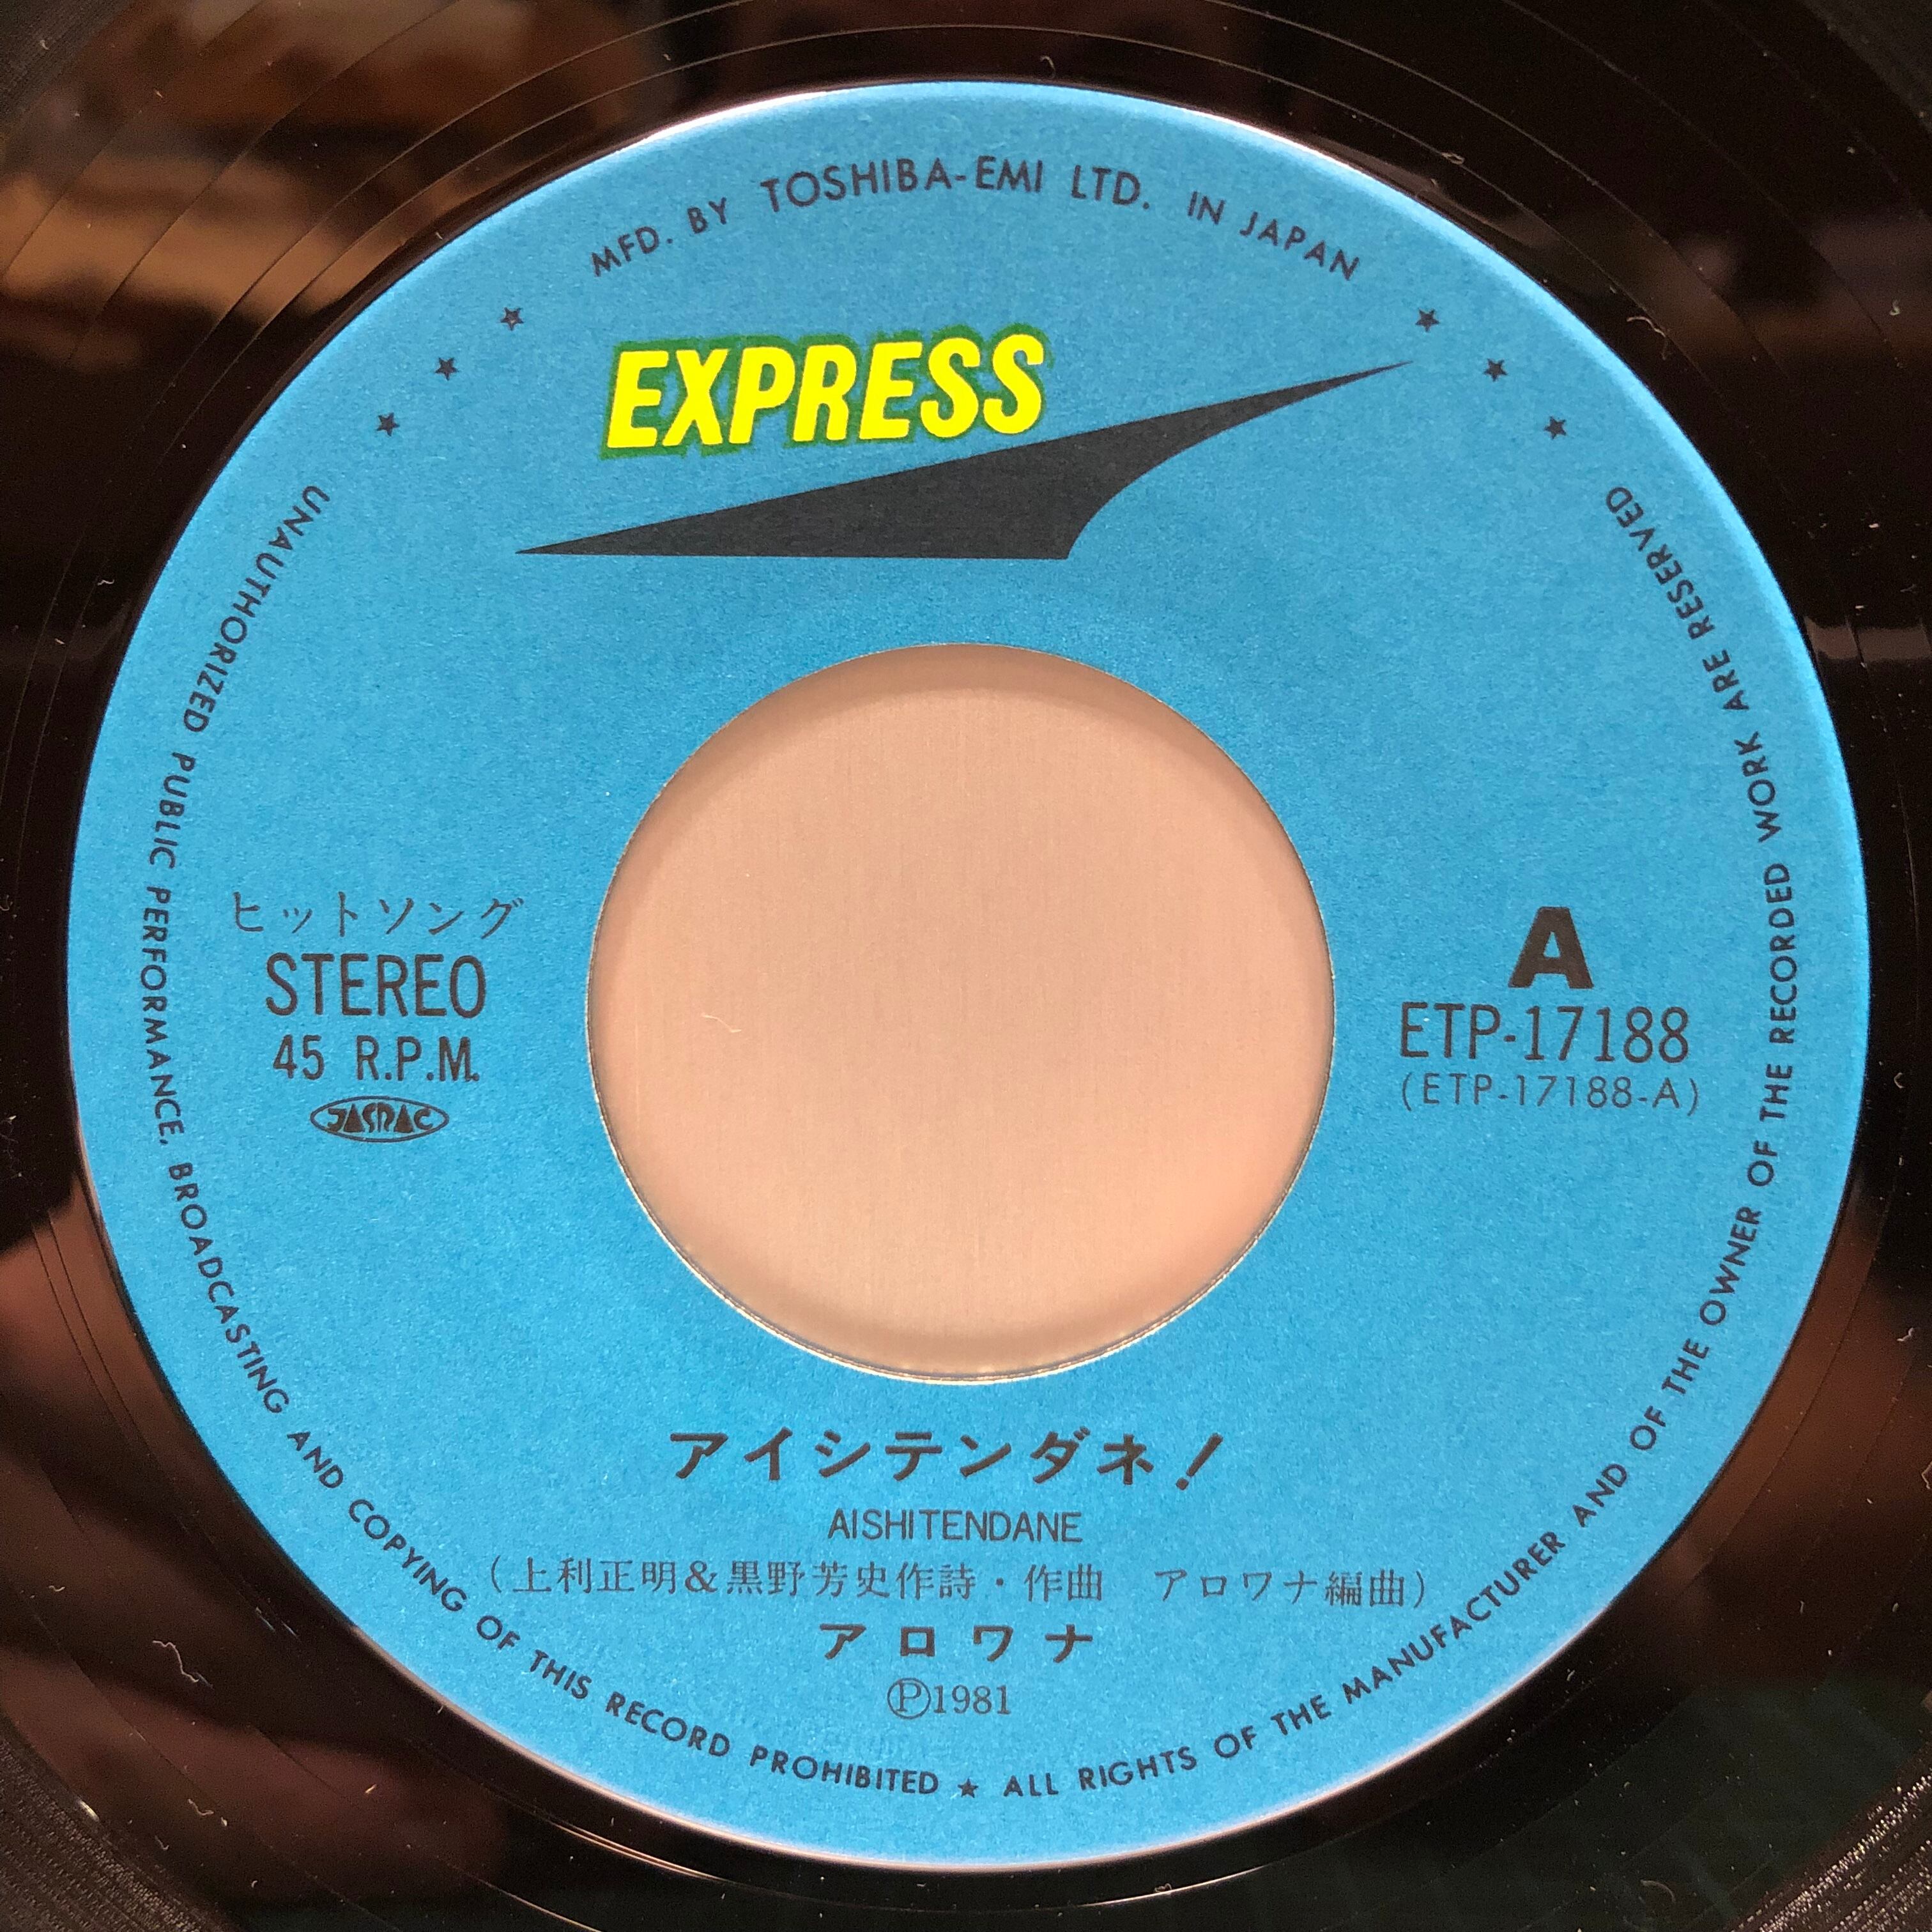 MFD. BY TOSHIBA-EMI LTD. IN JAPAN
EXPRESS
ヒットソング
STEREO
45 R.P.M.
JASRAC
A
ETP-17188
(ETP-17188-A)
アイシテンダネ!
AISHITENDANE
(上利正明&黒野芳史作詩・作曲 アロワナ編曲)
アロワナ
Ⓟ1981
UNAUTHORIZED PUBLIC PERFORMANCE, BROADCASTING AND COPYING OF THIS RECORD PROHIBITED ★ ALL RIGHTS OF THE MANUFACTURER AND OF THE OWNER OF THE RECORDED WORK ARE RESERVED